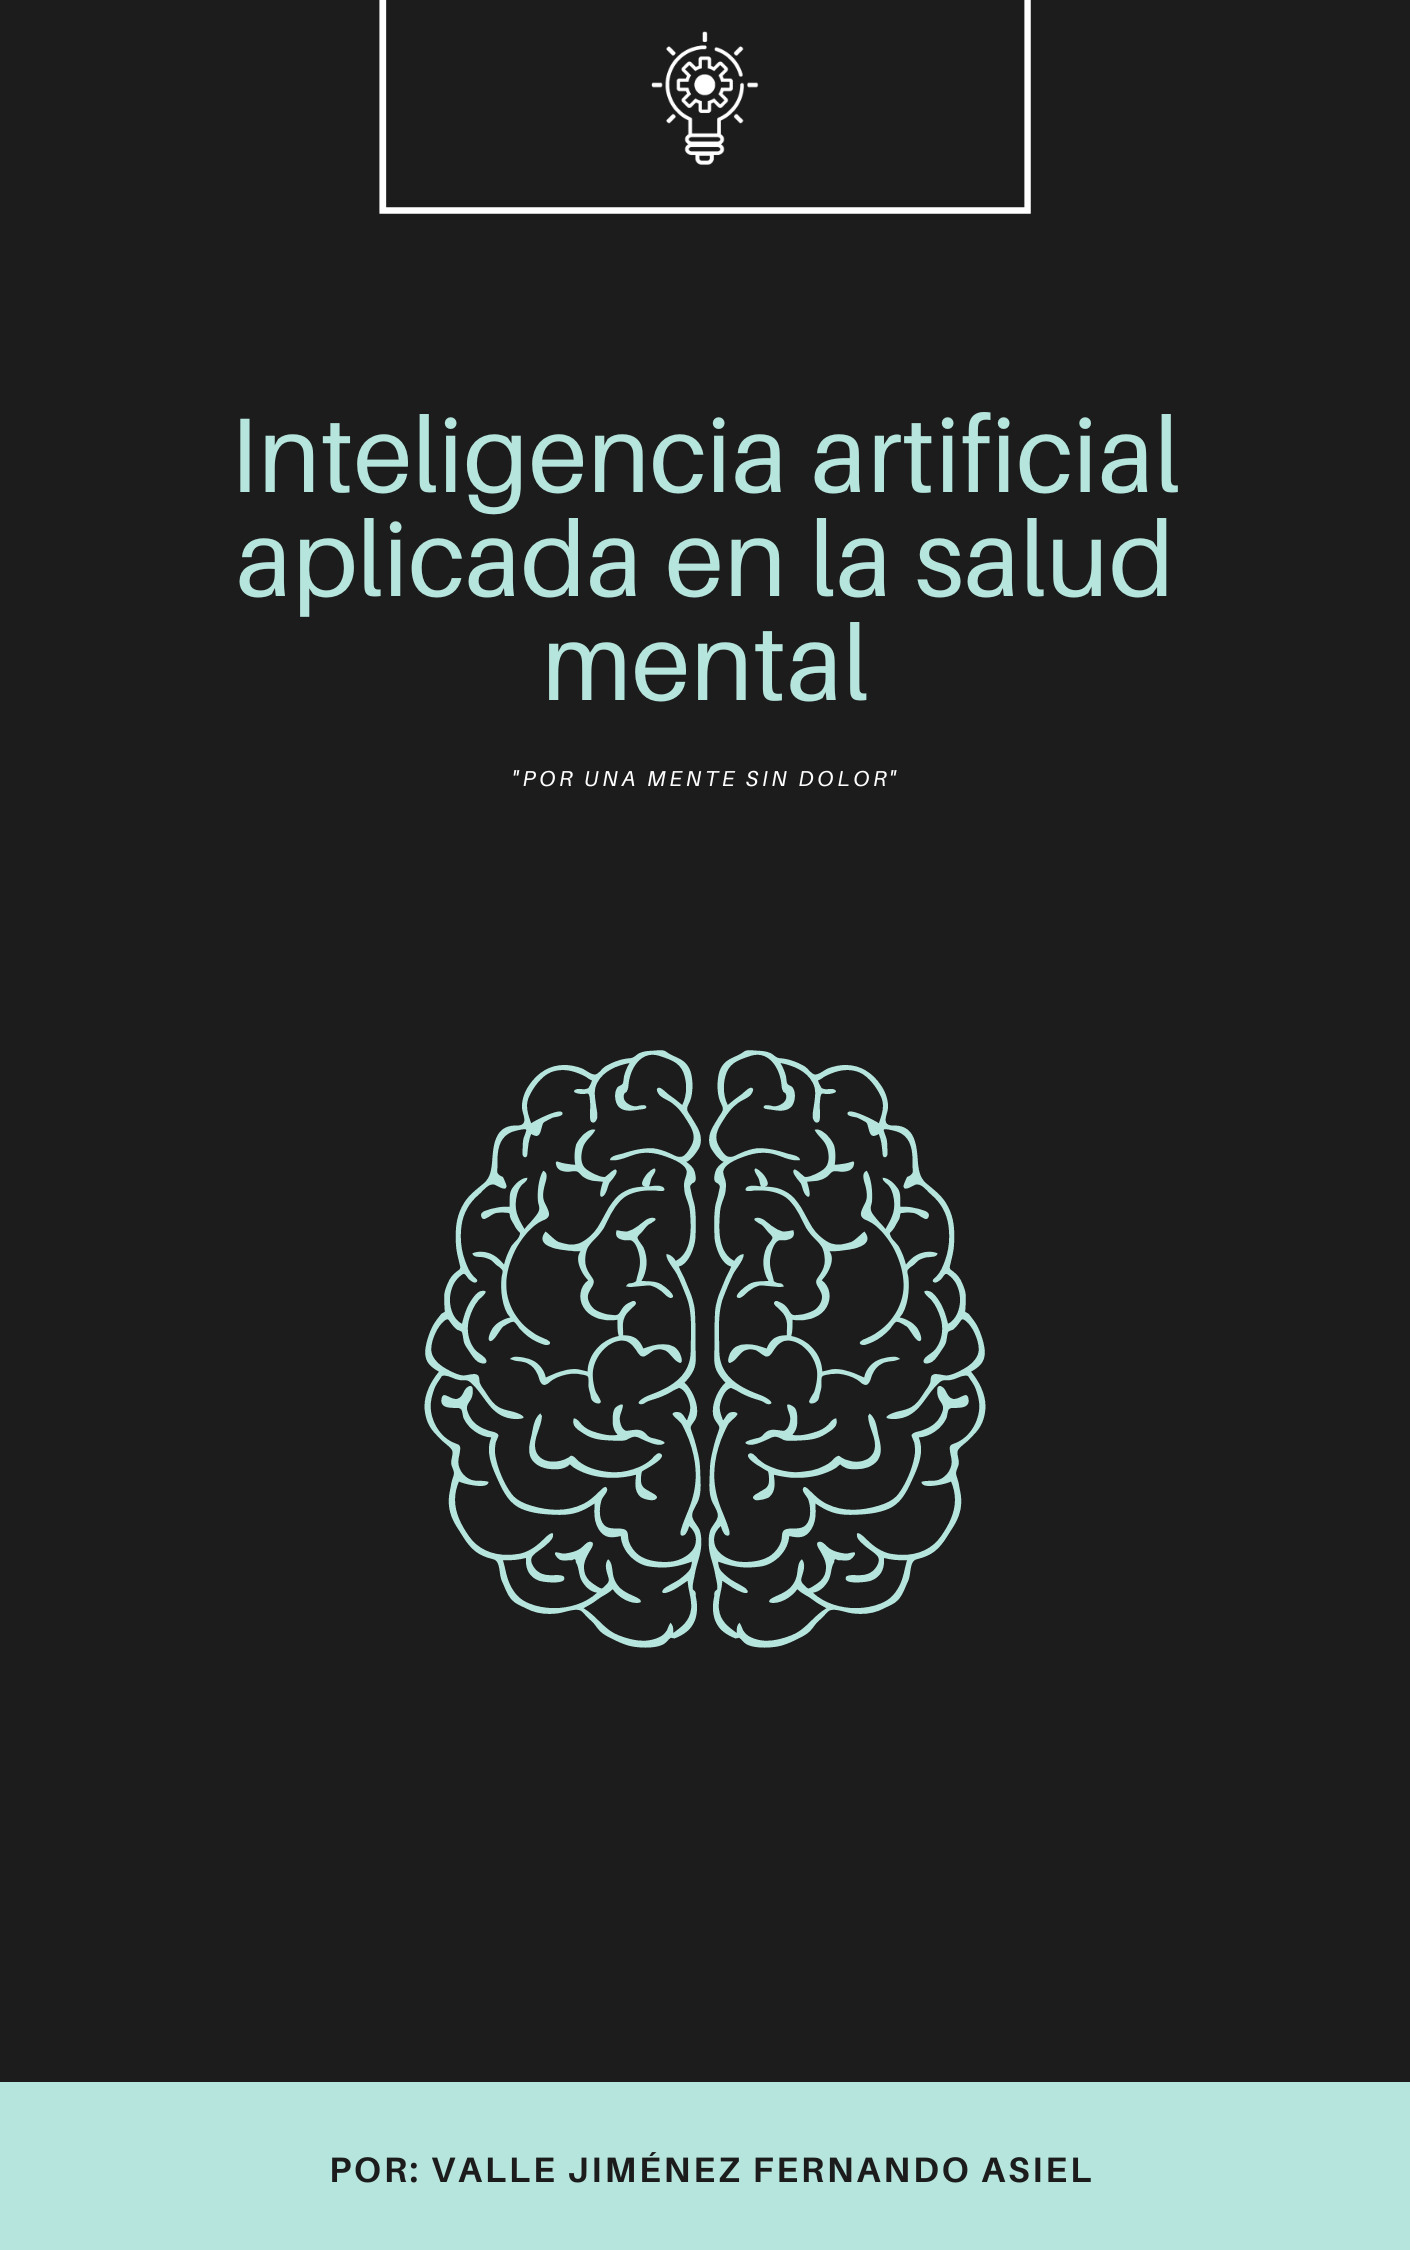 Inteligencia artificial
aplicada en la salud
mental
"POR UNA MENTE SIN DOLOR"
POR: VALLE JIMÉNEZ FERNANDO ASIEL